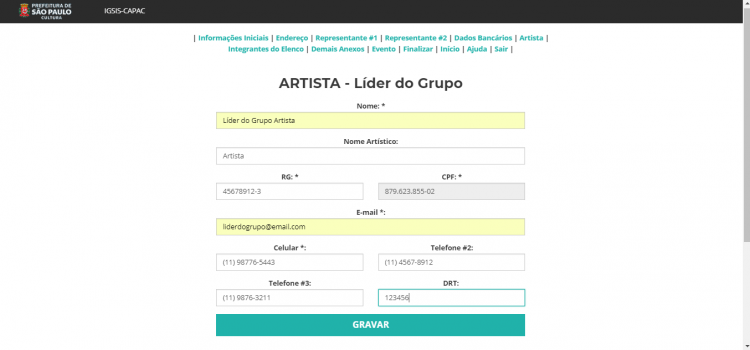 PREFEITURA DE
SÃO PAULO
CULTURA
IGSIS-CAPAC
| Informações Iniciais | Endereço | Representante #1 | Representante #2 | Dados Bancários | Artista |
Integrantes do Elenco | Demais Anexos | Evento | Finalizar | Início | Ajuda | Sair |
ARTISTA - Líder do Grupo
Nome: *
Líder do Grupo Artista
Nome Artístico:
Artista
RG: * CPF: *
45678912-3 879.623.855-02
E-mail *:
liderdogrupo@email.com
Celular *: Telefone #2:
(11) 98776-5443 (11) 4567-8912
Telefone #3: DRT:
(11) 9876-3211 123456
GRAVAR